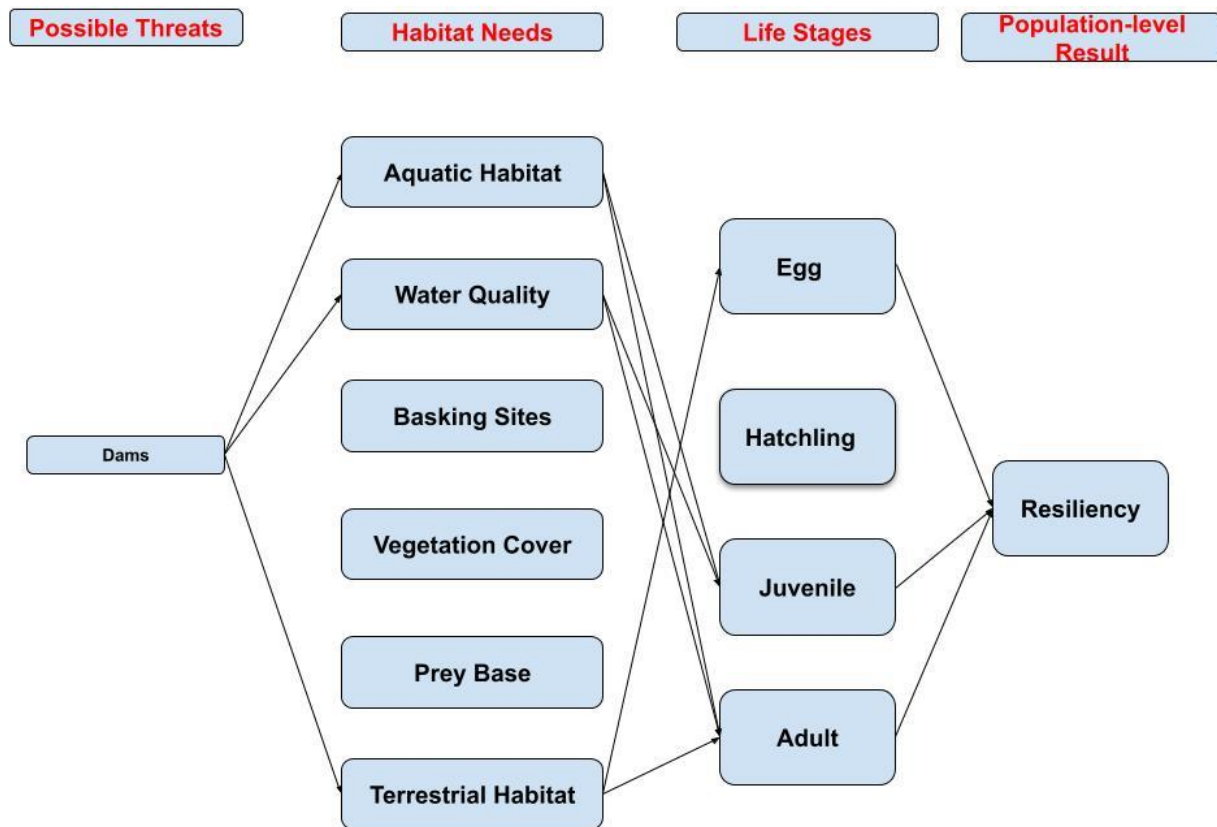 Possible Threats
Habitat Needs
Life Stages
Population-level
Result
Aquatic Habitat
Water Quality
Basking Sites
Vegetation Cover
Prey Base
Terrestrial Habitat
Dams
Egg
Hatchling
Juvenile
Adult
Resiliency